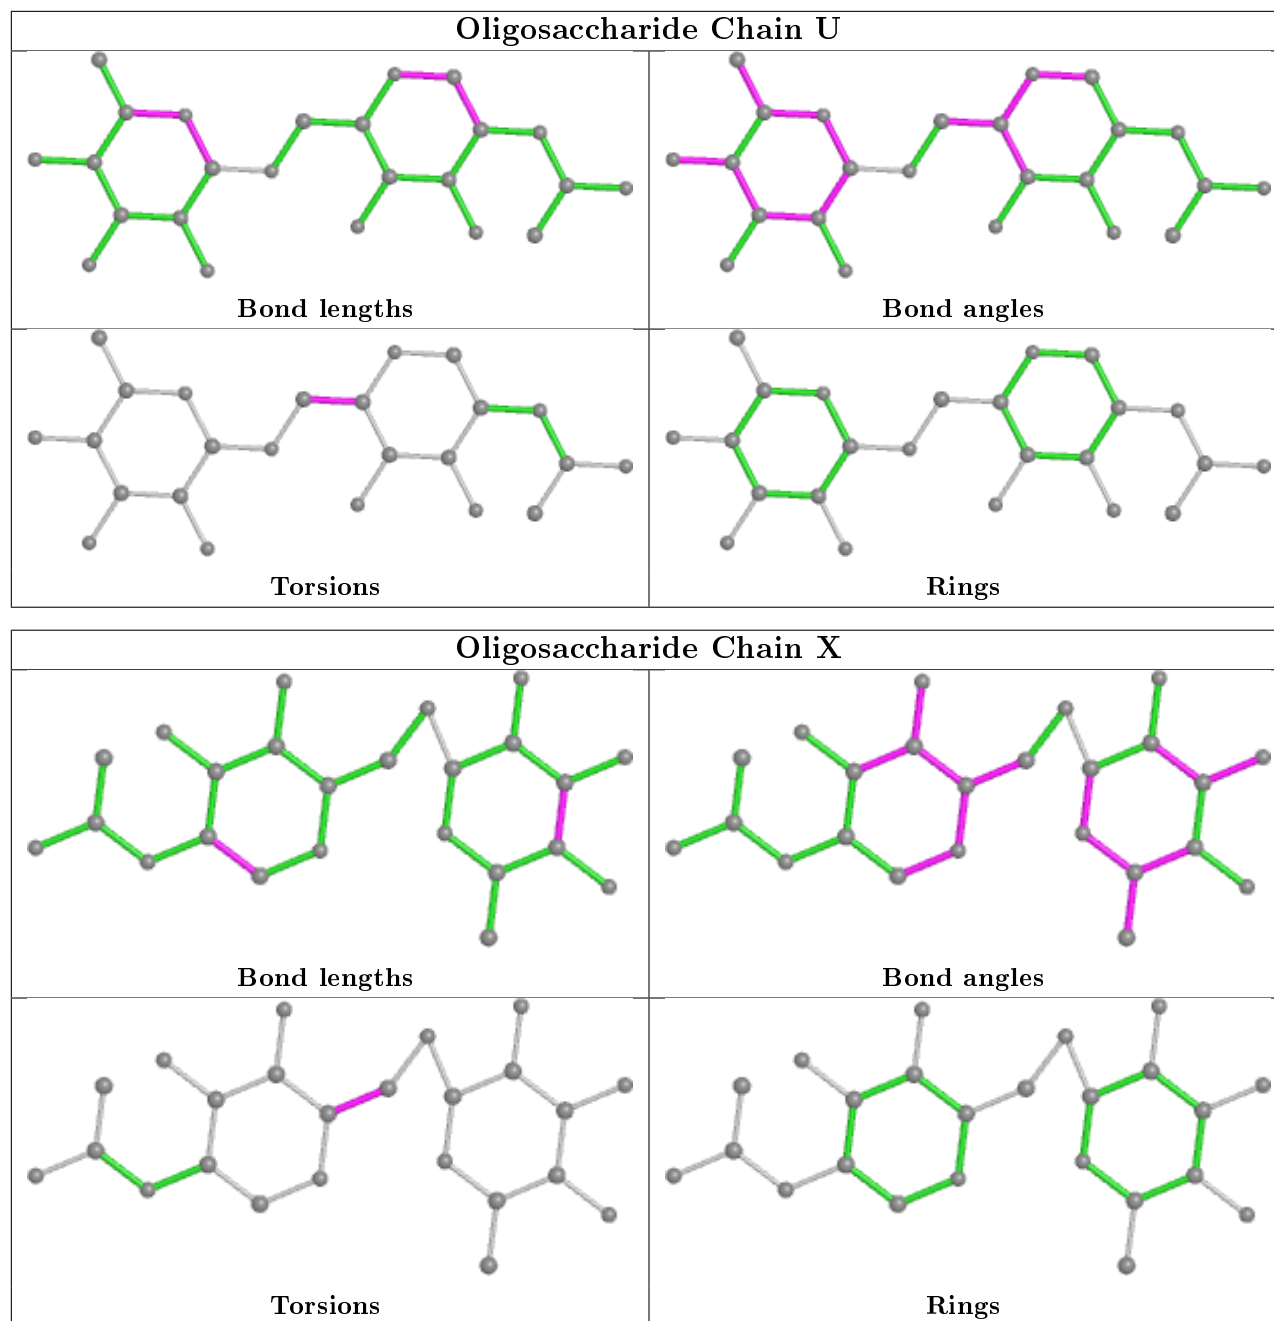 Oligosaccharide Chain U
Bond lengths
Bond angles
Torsions
Rings
Oligosaccharide Chain X
Bond lengths
Bond angles
Torsions
Rings